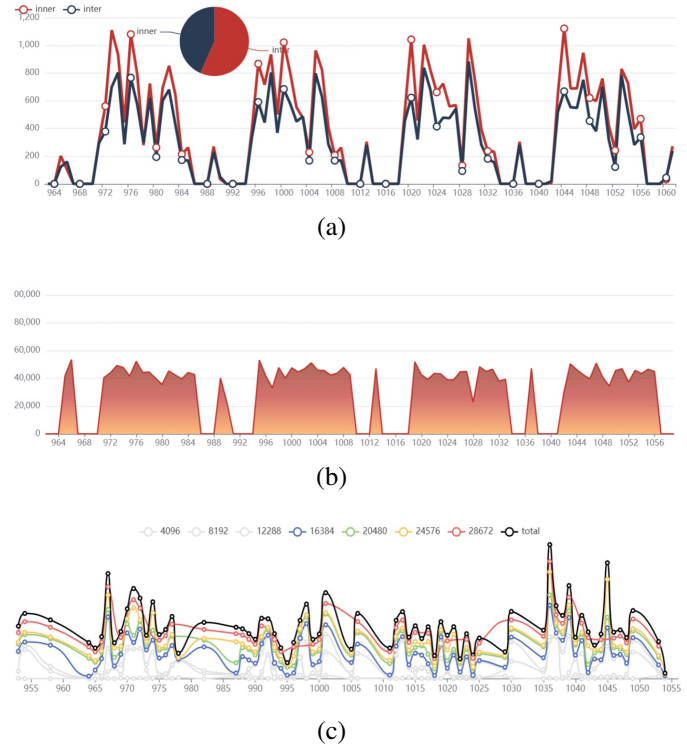 inner inter
1,200
inner
inter
1,000
800
600
400
200
0
964 968 972 976 980 984 988 992 996 1000 1004 1008 1012 1016 1020 1024 1028 1032 1036 1040 1044 1048 1052 1056 1060
(a)
00,000
80,000
60,000
40,000
20,000
0
964 968 972 976 980 984 988 992 996 1000 1004 1008 1012 1016 1020 1024 1028 1032 1036 1040 1044 1048 1052 1056
(b)
4096 8192 12288 16384 20480 24576 28672 total
955 960 965 970 975 980 985 990 995 1000 1005 1010 1015 1020 1025 1030 1035 1040 1045 1050 1055
(c)